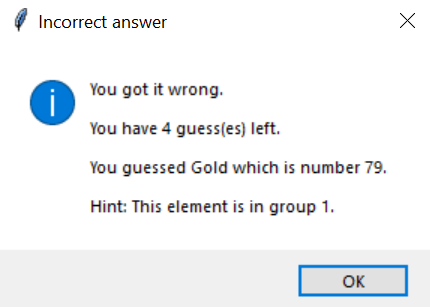 Incorrect answer
You got it wrong.
You have 4 guess(es) left.
You guessed Gold which is number 79.
Hint: This element is in group 1.
OK